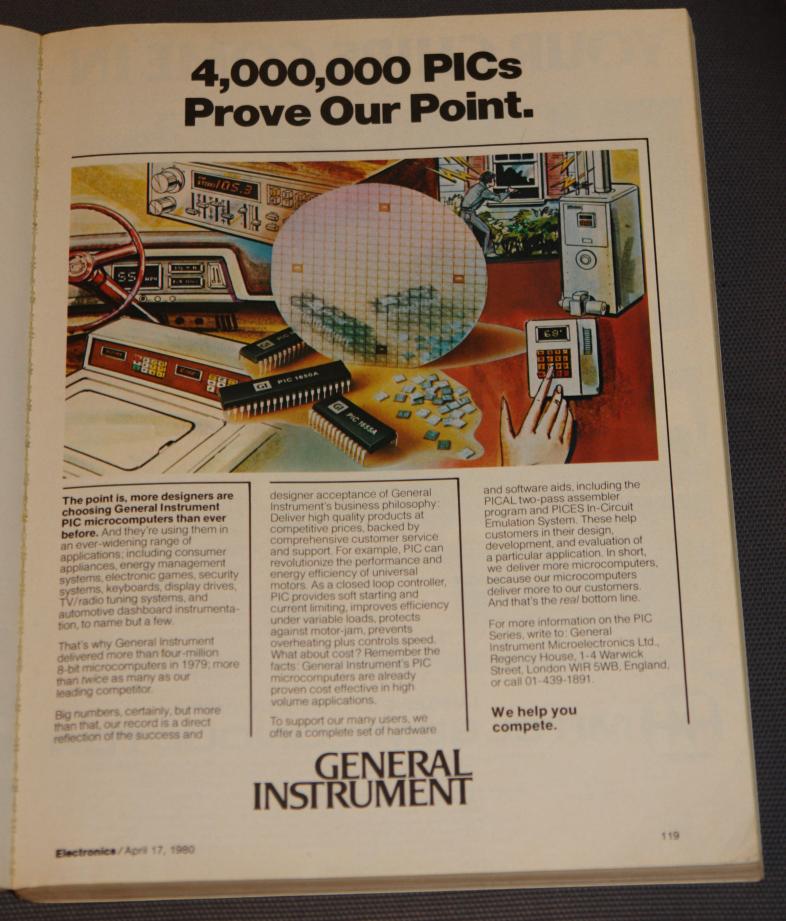 4,000,000 PICs
Prove Our Point.
STEREO 105.3
55 MPH
68°
GI PIC 1650A
GI PIC 1655A
The point is, more designers are
choosing General Instrument
PIC microcomputers than ever
before. And they're using them in
an ever-widening range of
applications; including consumer
appliances, energy management
systems, electronic games, security
systems, keyboards, display drives,
TV/radio tuning systems, and
automotive dashboard instrumenta-
tion, to name but a few.
That's why General Instrument
delivered more than four-million
8-bit microcomputers in 1979; more
than twice as many as our
leading competitor.
Big numbers, certainly, but more
than that, our record is a direct
reflection of the success and
designer acceptance of General
Instrument's business philosophy:
Deliver high quality products at
competitive prices, backed by
comprehensive customer service
and support. For example, PIC can
revolutionize the performance and
energy efficiency of universal
motors. As a closed loop controller,
PIC provides soft starting and
current limiting, improves efficiency
under variable loads, protects
against motor-jam, prevents
overheating plus controls speed.
What about cost? Remember the
facts: General Instrument's PIC
microcomputers are already
proven cost effective in high
volume applications.
To support our many users, we
offer a complete set of hardware
and software aids, including the
PICAL two-pass assembler
program and PICES In-Circuit
Emulation System. These help
customers in their design,
development, and evaluation of
a particular application. In short,
we deliver more microcomputers,
because our microcomputers
deliver more to our customers.
And that's the real bottom line.
For more information on the PIC
Series, write to: General
Instrument Microelectronics Ltd.,
Regency House, 1-4 Warwick
Street, London WIR 5WB, England,
or call 01-439-1891.
We help you
compete.
GENERAL
INSTRUMENT
Electronics / April 17, 1980
119